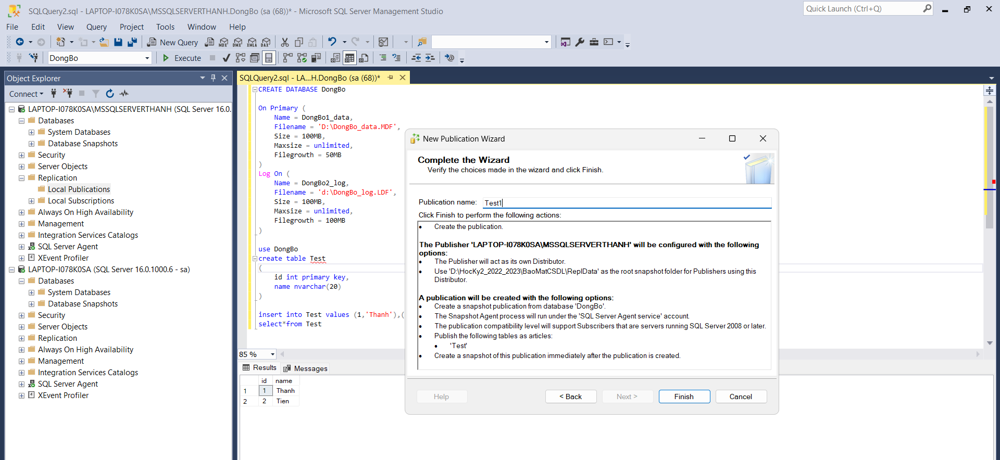 SQLQuery2.sql - LAPTOP-I078K0SA\MSSQLSERVERTHANH.DongBo (sa (68))* - Microsoft SQL Server Management Studio
Quick Launch (Ctrl+Q)
File Edit View Query Project Tools Window Help
New Query MDX DMX XMLA DAX
DongBo Execute
Object Explorer
Connect
LAPTOP-I078K0SA\MSSQLSERVERTHANH (SQL Server 16.0.
Databases
System Databases
Database Snapshots
Security
Server Objects
Replication
Local Publications
Local Subscriptions
Always On High Availability
Management
Integration Services Catalogs
SQL Server Agent
XEvent Profiler
LAPTOP-I078K0SA (SQL Server 16.0.1000.6 - sa)
Databases
System Databases
Database Snapshots
Security
Server Objects
Replication
Always On High Availability
Management
Integration Services Catalogs
SQL Server Agent
XEvent Profiler
SQLQuery2.sql - LA...H.DongBo (sa (68))*
CREATE DATABASE DongBo
On Primary (
Name = DongBo1_data,
Filename = 'D:\DongBo_data.MDF',
Size = 100MB,
Maxsize = unlimited,
Filegrowth = 50MB
)
Log On (
Name = DongBo2_log,
Filename = 'd:\DongBo_log.LDF',
Size = 100MB,
Maxsize = unlimited,
Filegrowth = 100MB
)
use DongBo
create table Test
(
id int primary key,
name nvarchar(20)
)
insert into Test values (1,'Thanh'),(
select*from Test
85 %
Results Messages
id name
1 1 Thanh
2 2 Tien
New Publication Wizard
Complete the Wizard
Verify the choices made in the wizard and click Finish.
Publication name: Test1
Click Finish to perform the following actions:
• Create the publication.
The Publisher 'LAPTOP-I078K0SA\MSSQLSERVERTHANH' will be configured with the following
options:
• The Publisher will act as its own Distributor.
• Use 'D:\HocKy2_2022_2023\BaoMatCSDL\ReplData' as the root snapshot folder for Publishers using this
Distributor.
A publication will be created with the following options:
• Create a snapshot publication from database 'DongBo'.
• The Snapshot Agent process will run under the 'SQL Server Agent service' account.
• The publication compatibility level will support Subscribers that are servers running SQL Server 2008 or later.
• Publish the following tables as articles:
• 'Test'
• Create a snapshot of this publication immediately after the publication is created.
Help < Back Next > Finish Cancel